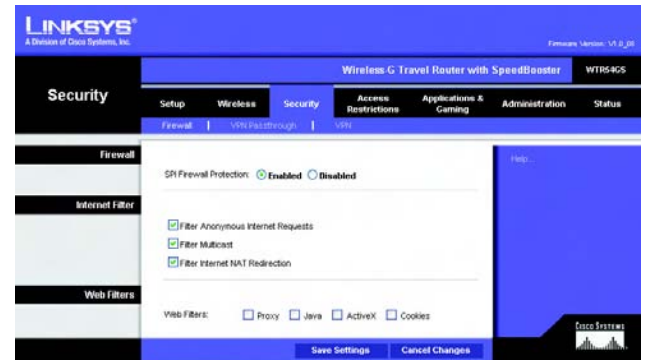 LINKSYS®
A Division of Cisco Systems, Inc.
Firmware Version: V1.0_00
Wireless-G Travel Router with SpeedBooster WTR54GS
Security
Setup Wireless Security Access Restrictions Applications & Gaming Administration Status
Firewall | VPN Passthrough | VPN
Firewall
Help...
SPI Firewall Protection: Enabled Disabled
Internet Filter
Filter Anonymous Internet Requests
Filter Multicast
Filter Internet NAT Redirection
Web Filters
Web Filters: Proxy Java ActiveX Cookies
Save Settings Cancel Changes
CISCO SYSTEMS